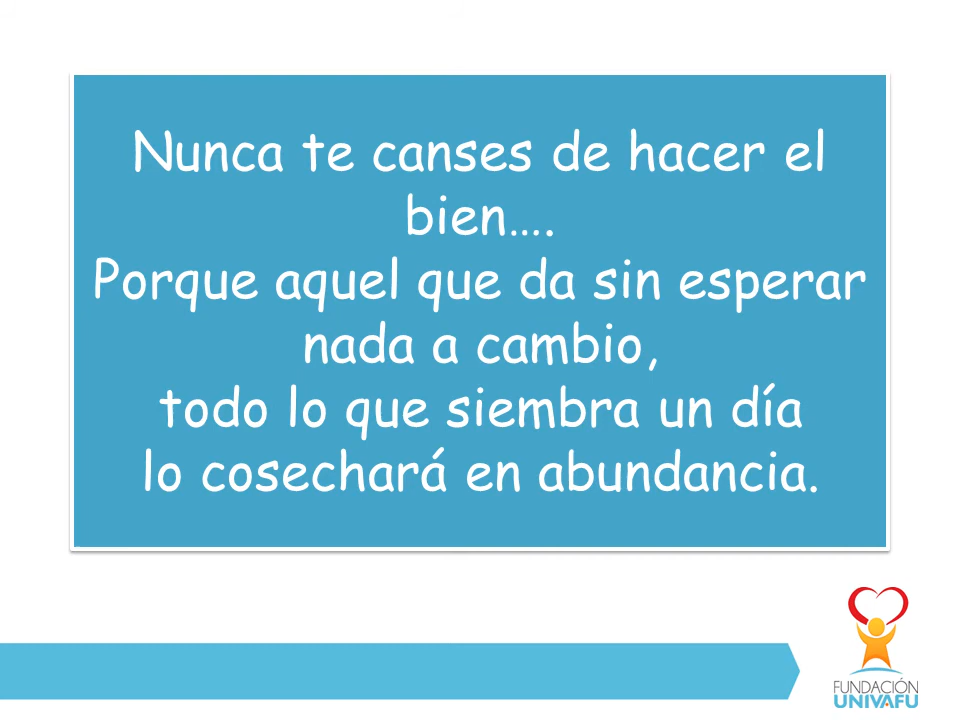 Nunca te canses de hacer el
bien….
Porque aquel que da sin esperar
nada a cambio,
todo lo que siembra un día
lo cosechará en abundancia.
FUNDACIÓN
UNIVAFU